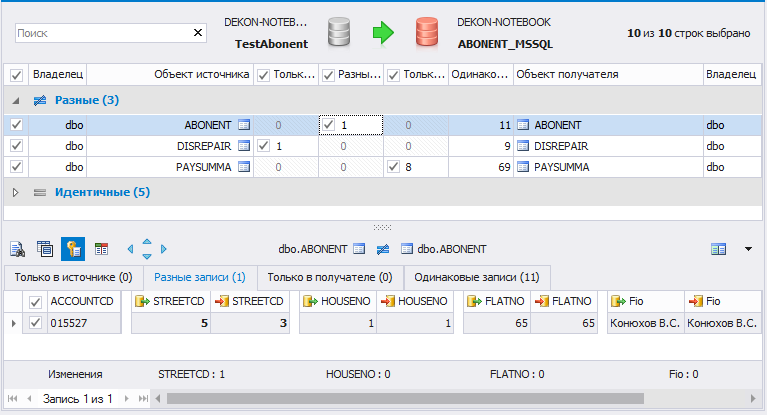 Поиск
DEKON-NOTEB...
TestAbonent
DEKON-NOTEBOOK
ABONENT_MSSQL
10 из 10 строк выбрано
Владелец Объект источника Тольк... Разны... Тольк... Одинако... Объект получателя Владелец
Разные (3)
dbo ABONENT 0 1 0 11 ABONENT dbo
dbo DISREPAIR 1 0 0 9 DISREPAIR dbo
dbo PAYSUMMA 0 0 8 69 PAYSUMMA dbo
Идентичные (5)
dbo.ABONENT dbo.ABONENT
Только в источнике (0) Разные записи (1) Только в получателе (0) Одинаковые записи (11)
ACCOUNTCD STREETCD STREETCD HOUSENO HOUSENO FLATNO FLATNO Fio Fio
015527 5 3 1 1 65 65 Конюхов В.С. Конюхов В.С.
Изменения STREETCD : 1 HOUSENO : 0 FLATNO : 0 Fio : 0
Запись 1 из 1